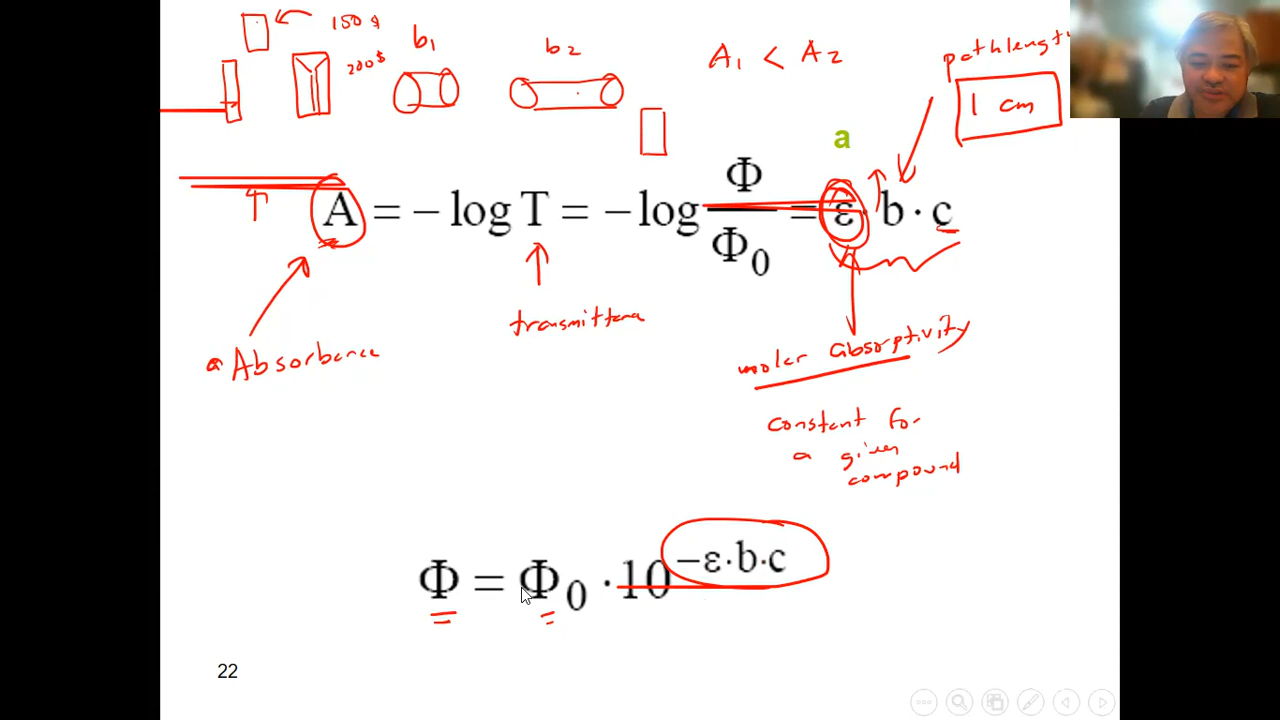 150 $
200$
b1
b2
A1 < A2
pathlength
1 cm
a
A = − log T = − log Φ/Φ0 = ε · b · c
transmittance
Absorbance
molar absorptivity
constant for
a given
compound
Φ = Φ0 · 10^−ε·b·c
22